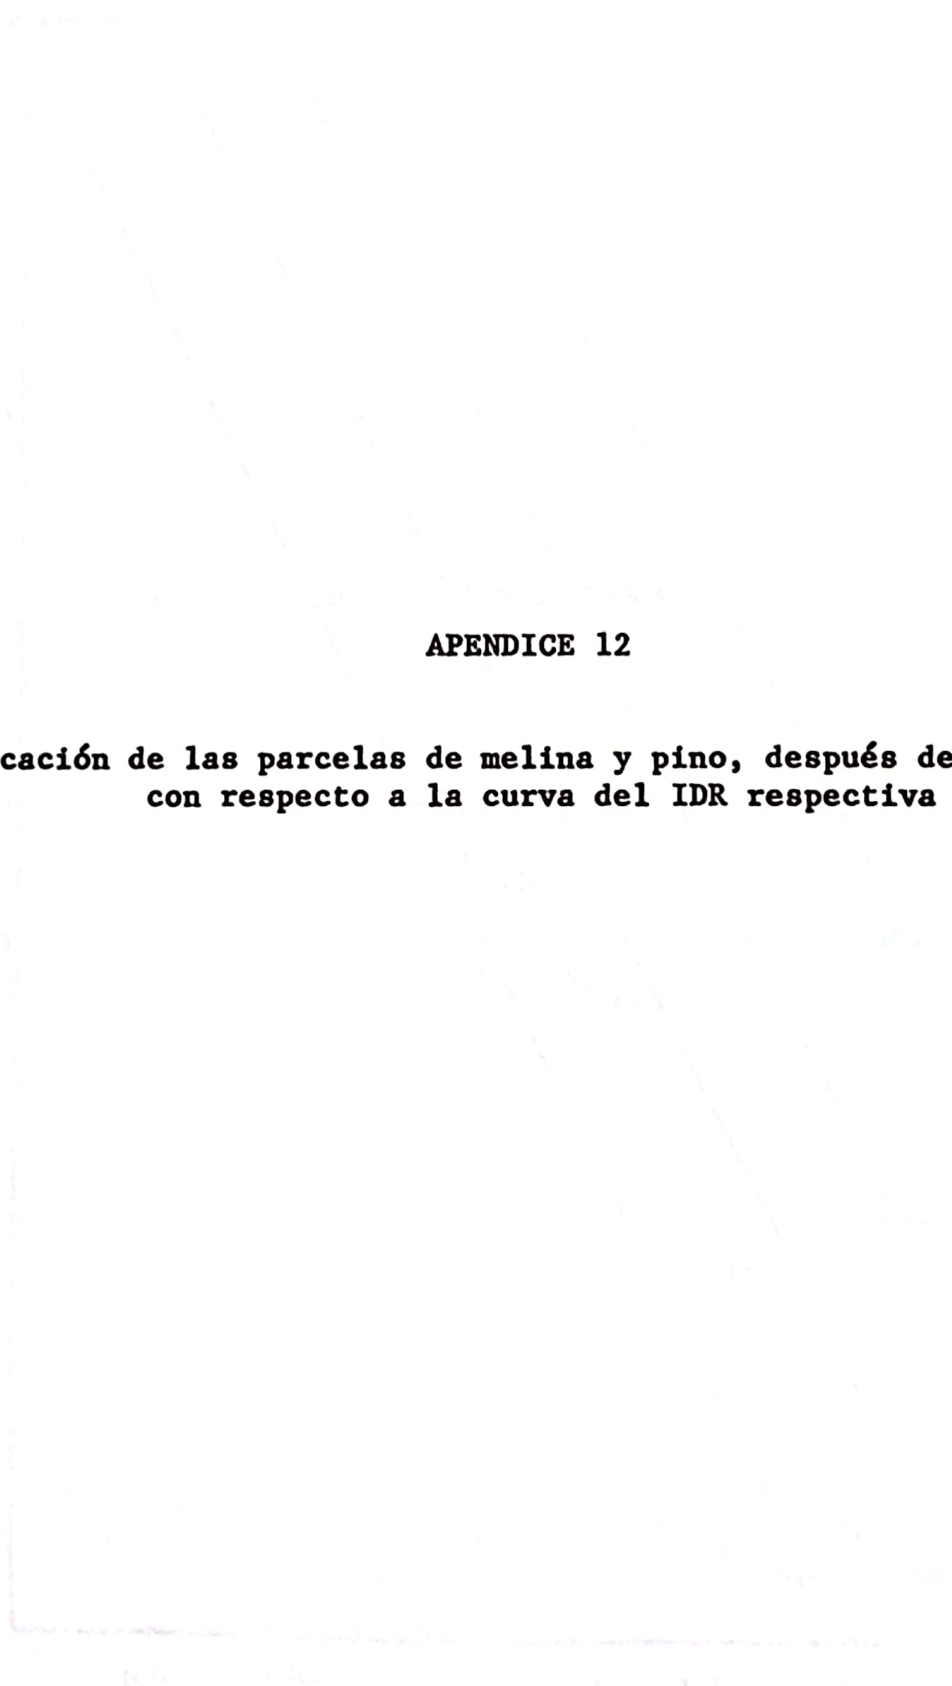 APENDICE 12
cación de las parcelas de melina y pino, después de
con respecto a la curva del IDR respectiva